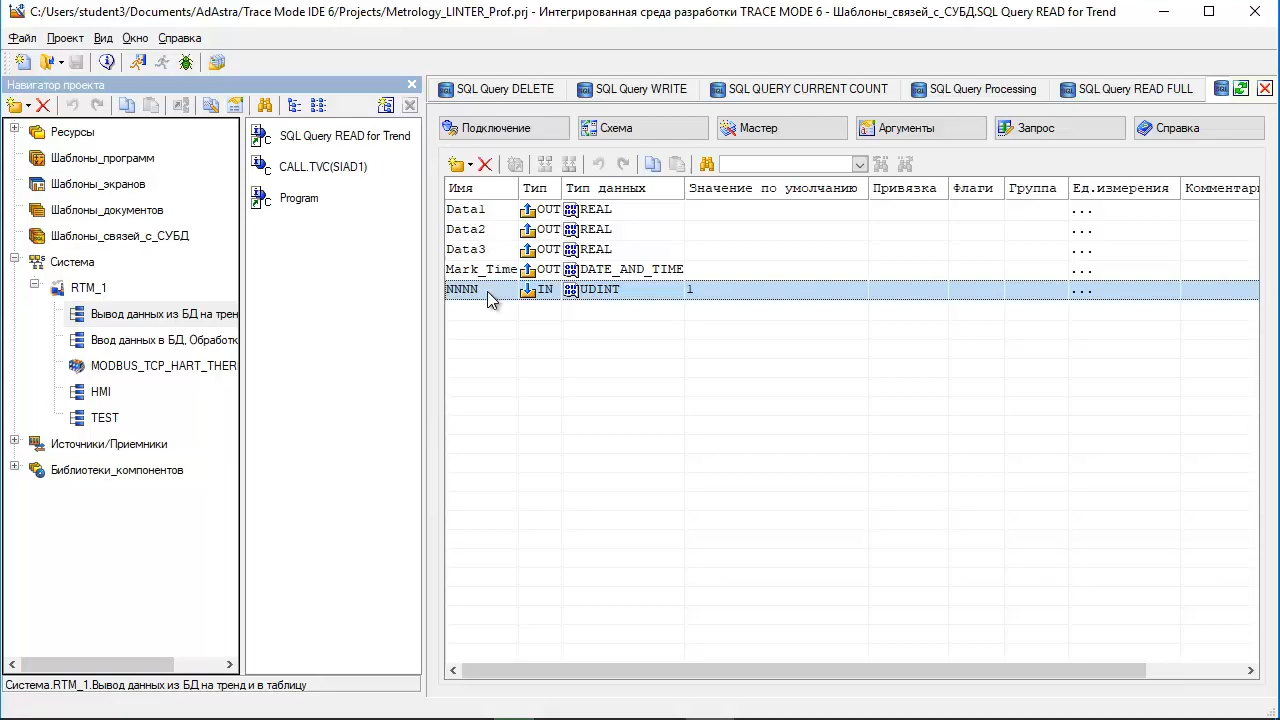 C:/Users/student3/Documents/AdAstra/Trace Mode IDE 6/Projects/Metrology_ENTER_Prof.prj - Интегрированная среда разработки TRACE MODE 6 - Шаблоны_связей_с_СУБД.SQL Query READ for Trend
Файл Проект Вид Окно Справка
Навигатор проекта
Ресурсы
Шаблоны_программ
Шаблоны_экранов
Шаблоны_документов
Шаблоны_связей_с_СУБД
Система
RTM_1
Вывод данных из БД на трен
Ввод данных в БД, Обработк
MODBUS_TCP_HART_THER
HMI
TEST
Источники/Приемники
Библиотеки_компонентов
SQL Query READ for Trend
CALL.TVC(SIAD1)
Program
SQL Query DELETE SQL Query WRITE SQL QUERY CURRENT COUNT SQL Query Processing SQL Query READ FULL
Подключение Схема Мастер Аргументы Запрос Справка
Имя Тип Тип данных Значение по умолчанию Привязка Флаги Группа Ед.измерения Комментари
Data1 OUT REAL ...
Data2 OUT REAL ...
Data3 OUT REAL ...
Mark_Time OUT DATE_AND_TIME ...
NNNN IN UDINT 1 ...
Система.RTM_1.Вывод данных из БД на тренд и в таблицу